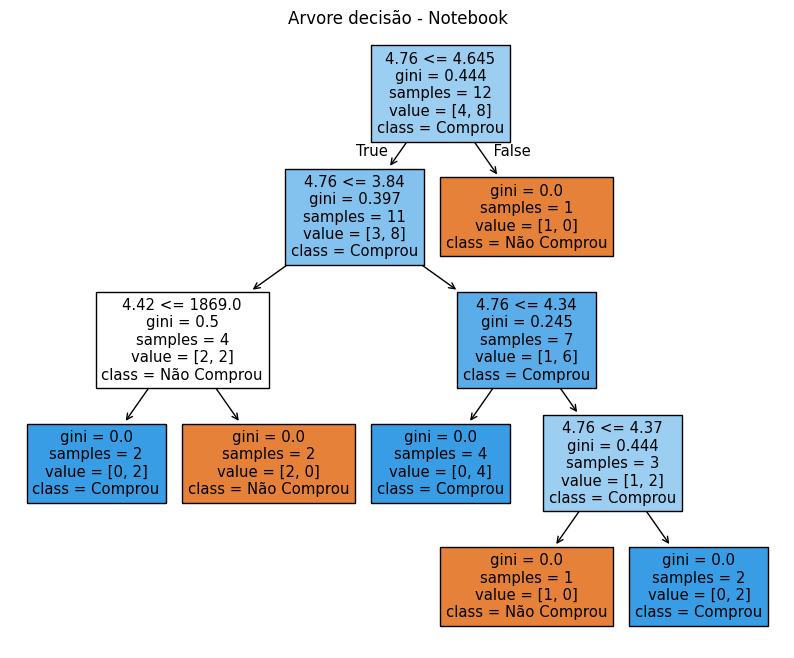 Arvore decisão - Notebook
4.76 <= 4.645
gini = 0.444
samples = 12
value = [4, 8]
class = Comprou
True
False
4.76 <= 3.84
gini = 0.397
samples = 11
value = [3, 8]
class = Comprou
gini = 0.0
samples = 1
value = [1, 0]
class = Não Comprou
4.42 <= 1869.0
gini = 0.5
samples = 4
value = [2, 2]
class = Não Comprou
4.76 <= 4.34
gini = 0.245
samples = 7
value = [1, 6]
class = Comprou
gini = 0.0
samples = 2
value = [0, 2]
class = Comprou
gini = 0.0
samples = 2
value = [2, 0]
class = Não Comprou
gini = 0.0
samples = 4
value = [0, 4]
class = Comprou
4.76 <= 4.37
gini = 0.444
samples = 3
value = [1, 2]
class = Comprou
gini = 0.0
samples = 1
value = [1, 0]
class = Não Comprou
gini = 0.0
samples = 2
value = [0, 2]
class = Comprou